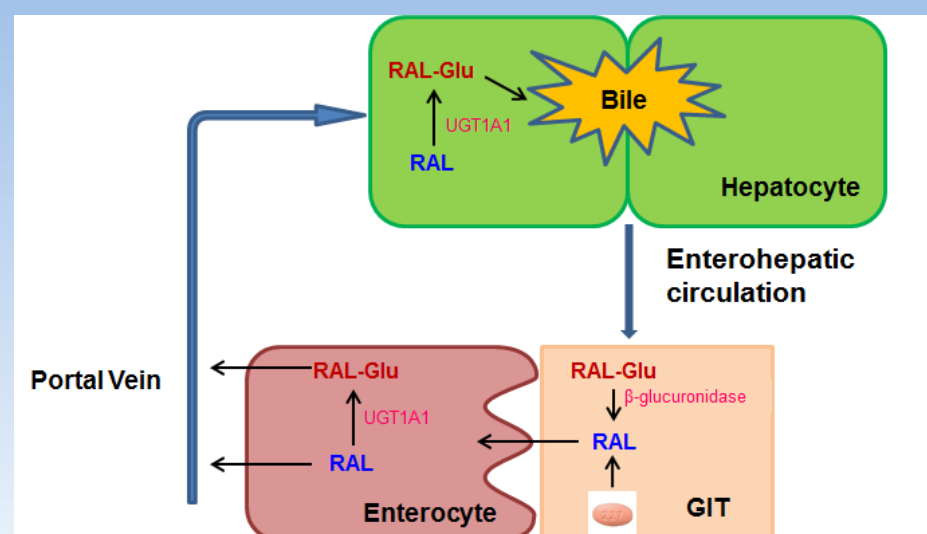 RAL-Glu
UGT1A1
RAL
Bile
Hepatocyte
Enterohepatic
circulation
Portal Vein
RAL-Glu
UGT1A1
RAL
Enterocyte
RAL-Glu
β-glucuronidase
RAL
227
GIT